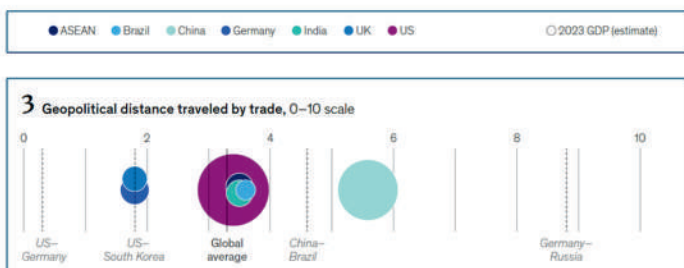 ASEAN Brazil China Germany India UK US 2023 GDP (estimate)
3 Geopolitical distance traveled by trade, 0–10 scale
0 2 4 6 8 10
US– US– Global China– Germany–
Germany South Korea average Brazil Russia